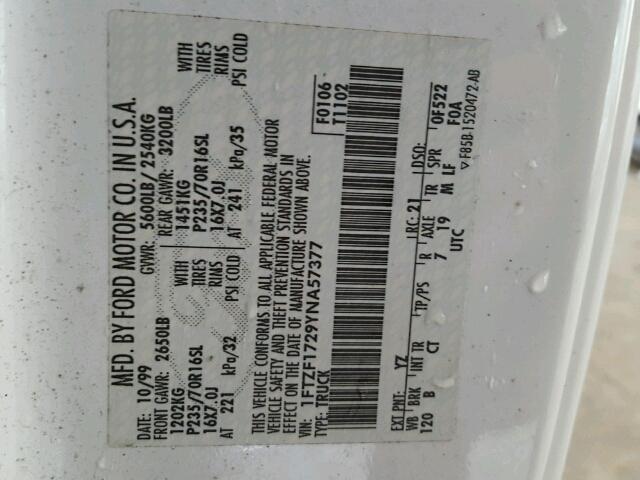 MFD. BY FORD MOTOR CO. IN U.S.A.
DATE: 10/99 GVWR: 5600LB / 2540KG
FRONT GAWR: 2650LB REAR GAWR: 3200LB
1202KG WITH 1451KG WITH
P235/70R16SL TIRES P235/70R16SL TIRES
16X7.0J RIMS 16X7.0J RIMS
AT 221 kPa/32 PSI COLD AT 241 kPa/35 PSI COLD
THIS VEHICLE CONFORMS TO ALL APPLICABLE FEDERAL MOTOR
VEHICLE SAFETY AND THEFT PREVENTION STANDARDS IN
EFFECT ON THE DATE OF MANUFACTURE SHOWN ABOVE.
VIN: 1FTZF1729YNA57377 F0106
TYPE: TRUCK T1102
EXT PNT: YZ RC: 21 DSO:
WB BRK INT TR TP/PS R AXLE TR SPR 0F522
120 B CT 7 19 M LF F0A
UTC ▽F85B-1520472-AB